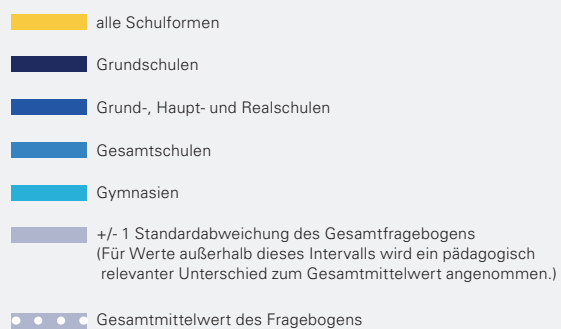 alle Schulformen
Grundschulen
Grund-, Haupt- und Realschulen
Gesamtschulen
Gymnasien
+/- 1 Standardabweichung des Gesamtfragebogens
(Für Werte außerhalb dieses Intervalls wird ein pädagogisch
relevanter Unterschied zum Gesamtmittelwert angenommen.)
Gesamtmittelwert des Fragebogens